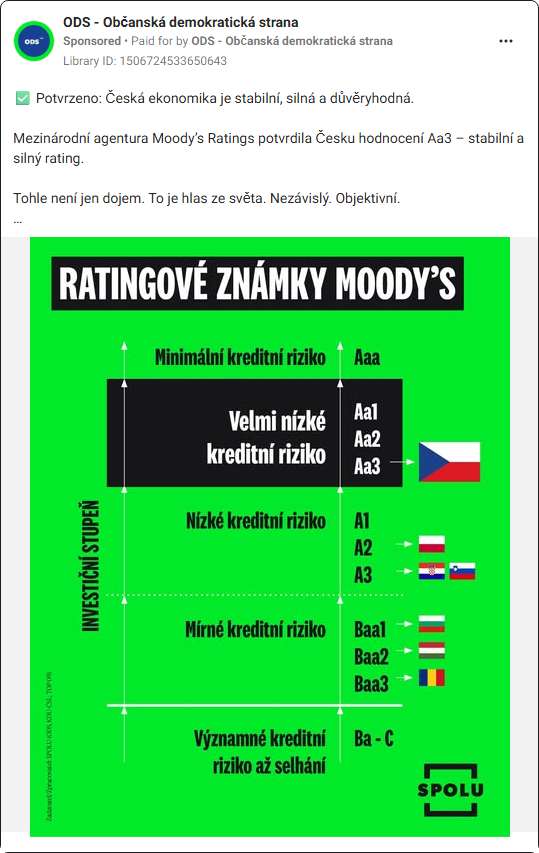 ODS - Občanská demokratická strana
Sponsored • Paid for by ODS - Občanská demokratická strana
Library ID: 1506724533650643
✅ Potvrzeno: Česká ekonomika je stabilní, silná a důvěryhodná.
Mezinárodní agentura Moody's Ratings potvrdila Česku hodnocení Aa3 – stabilní a
silný rating.
Tohle není jen dojem. To je hlas ze světa. Nezávislý. Objektivní.
...
ODS
RATINGOVÉ ZNÁMKY MOODY'S
INVESTIČNÍ STUPEŇ
Minimální kreditní riziko Aaa
Velmi nízké
kreditní riziko
Aa1
Aa2
Aa3
Nízké kreditní riziko A1
A2
A3
Mírné kreditní riziko Baa1
Baa2
Baa3
Významné kreditní
riziko až selhání
Ba - C
SPOLU